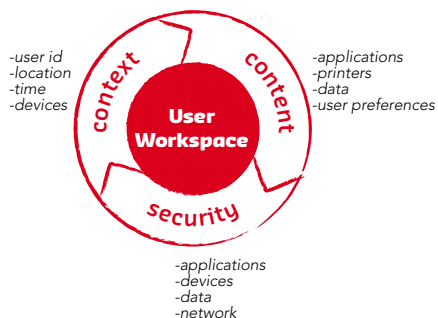 -user id
-location
-time
-devices
context
content
-applications
-printers
-data
-user preferences
User
Workspace
security
-applications
-devices
-data
-network